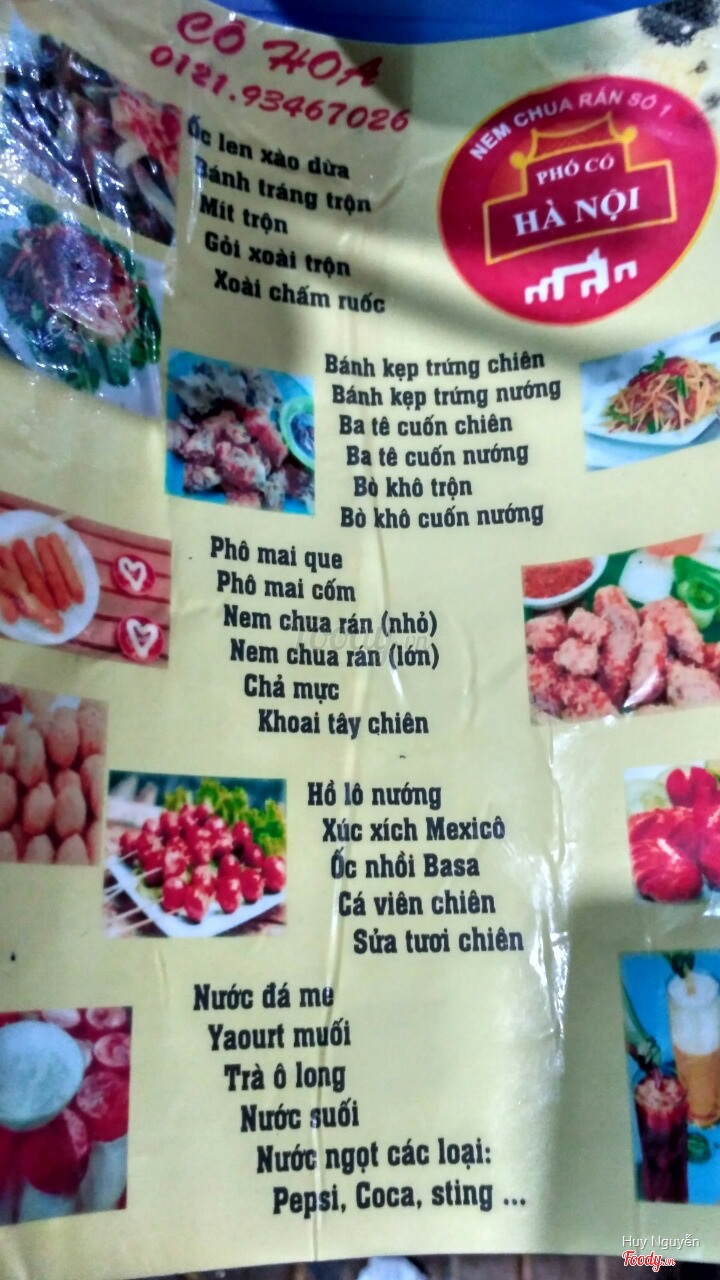 CÔ HOA
0121.93467026
NEM CHUA RÁN SỐ 1
PHỐ CỔ
HÀ NỘI
Ốc len xào dừa
Bánh tráng trộn
Mít trộn
Gỏi xoài trộn
Xoài chấm ruốc
Bánh kẹp trứng chiên
Bánh kẹp trứng nướng
Ba tê cuốn chiên
Ba tê cuốn nướng
Bò khô trộn
Bò khô cuốn nướng
Phô mai que
Phô mai cốm
Nem chua rán (nhỏ)
Nem chua rán (lớn)
Chả mực
Khoai tây chiên
Hồ lô nướng
Xúc xích Mexicô
Ốc nhồi Basa
Cá viên chiên
Sửa tươi chiên
Nước đá me
Yaourt muối
Trà ô long
Nước suối
Nước ngọt các loại:
Pepsi, Coca, sting ...
Huy Nguyễn
Foody.vn